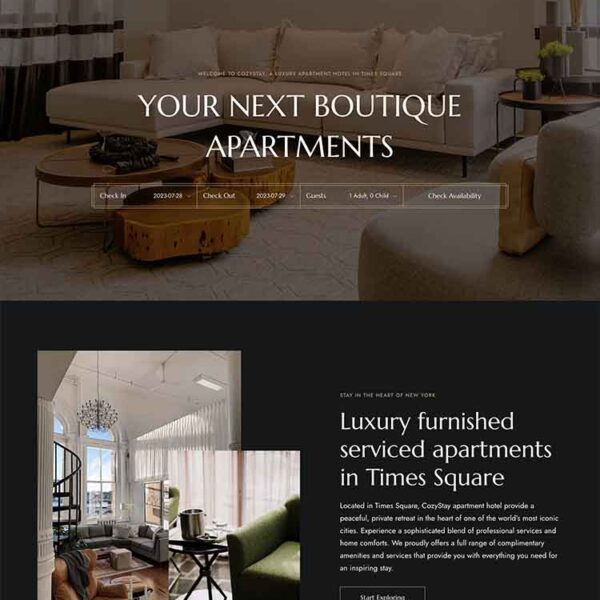 WELCOME TO COZYSTAY, A LUXURY APARTMENT HOTEL IN TIMES SQUARE
YOUR NEXT BOUTIQUE
APARTMENTS
Check In 2023-07-28 Check Out 2023-07-29 Guests 1 Adult, 0 Child Check Availability
STAY IN THE HEART OF NEW YORK
Luxury furnished
serviced apartments
in Times Square
Located in Times Square, CozyStay apartment hotel provide a
peaceful, private retreat in the heart of one of the world's most iconic
cities. Experience a sophisticated blend of professional services and
home comforts. We proudly offers a full range of complimentary
amenities and services that provide you with everything you need for
an inspiring stay.
Start Exploring